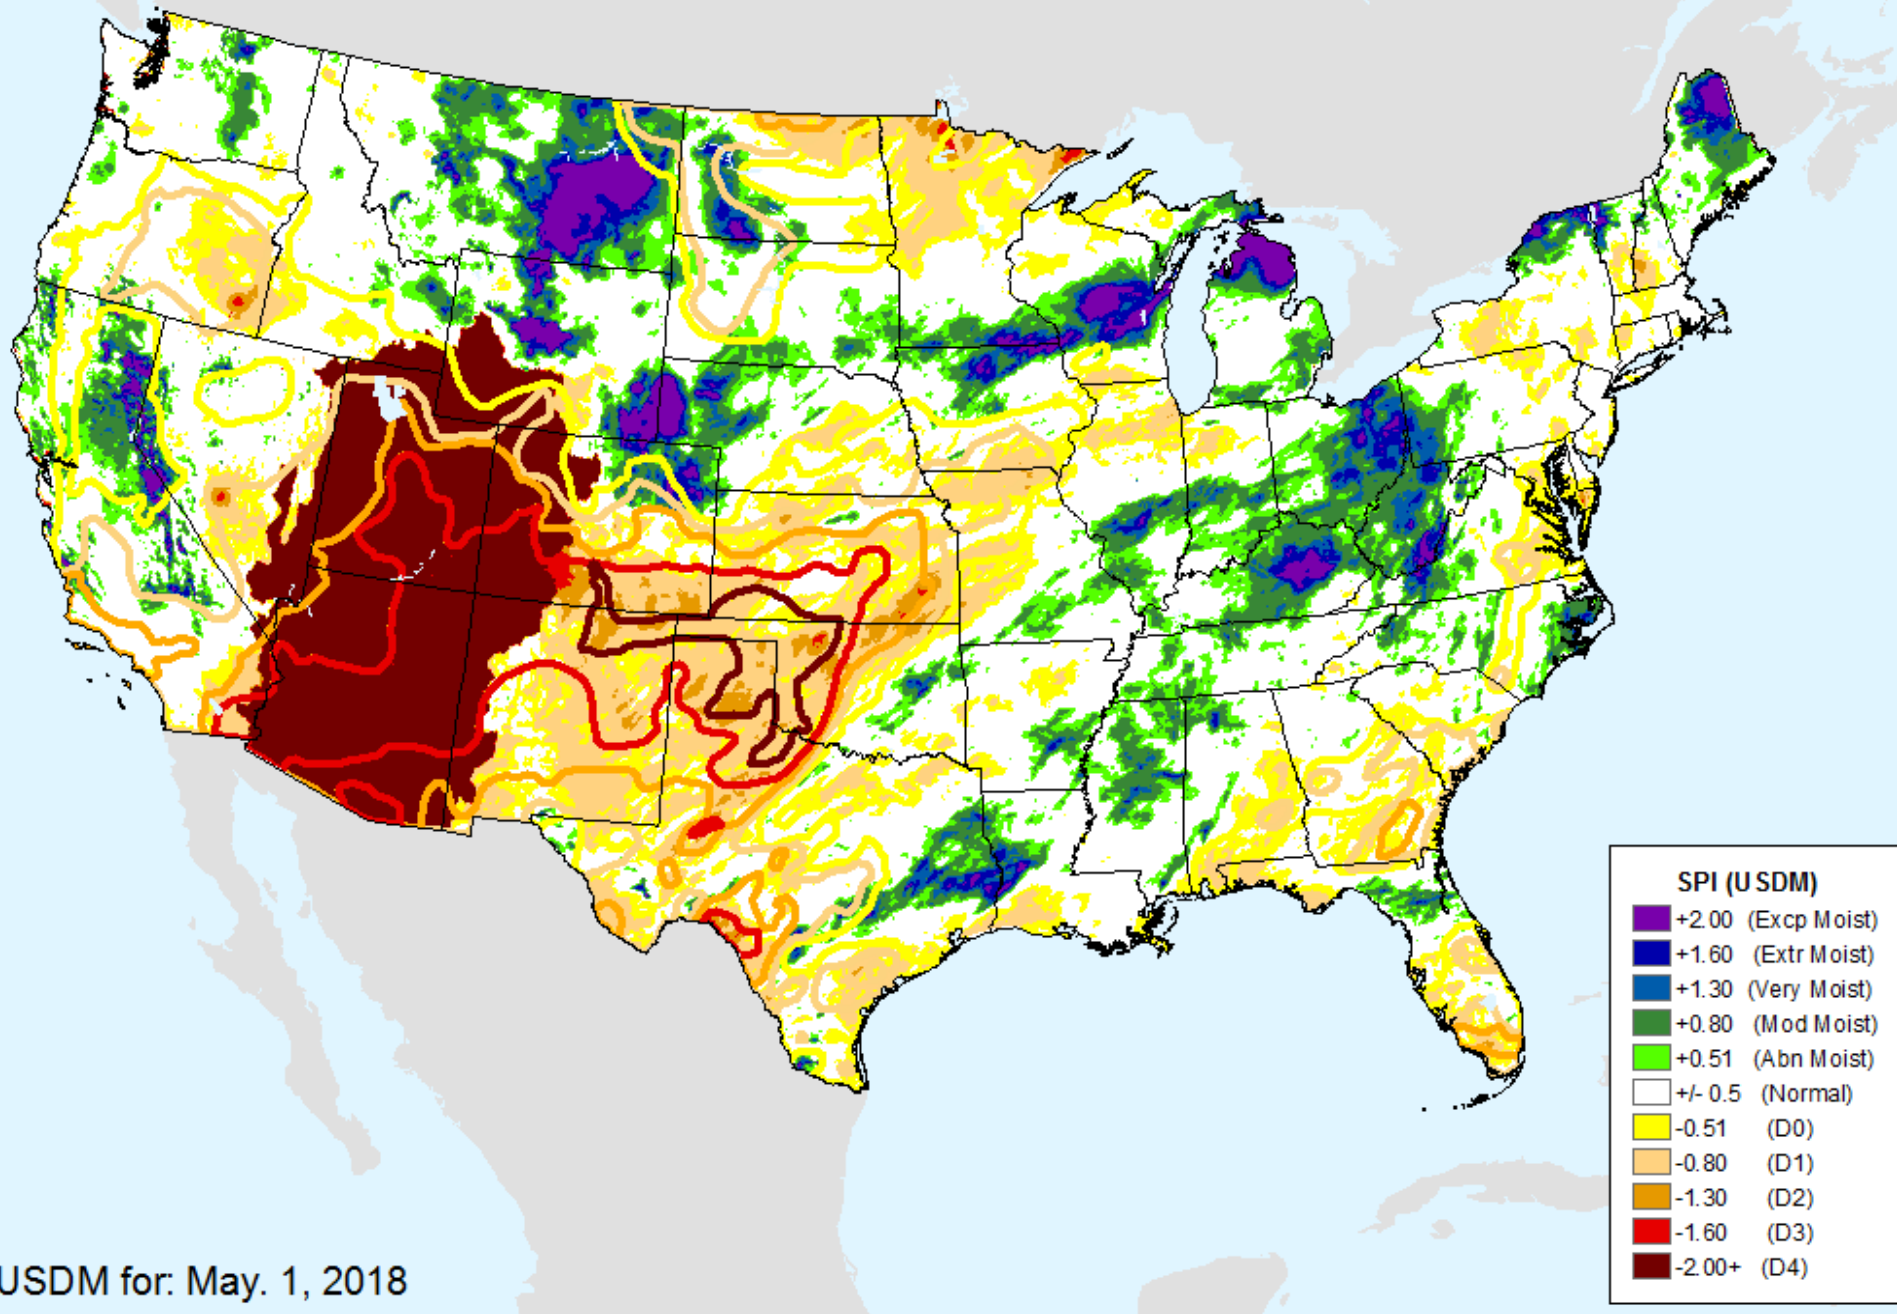 SPI (USDM)
+2.00 (Excp Moist)
+1.60 (Extr Moist)
+1.30 (Very Moist)
+0.80 (Mod Moist)
+0.51 (Abn Moist)
+/- 0.5 (Normal)
-0.51 (D0)
-0.80 (D1)
-1.30 (D2)
-1.60 (D3)
-2.00+ (D4)
USDM for: May. 1, 2018